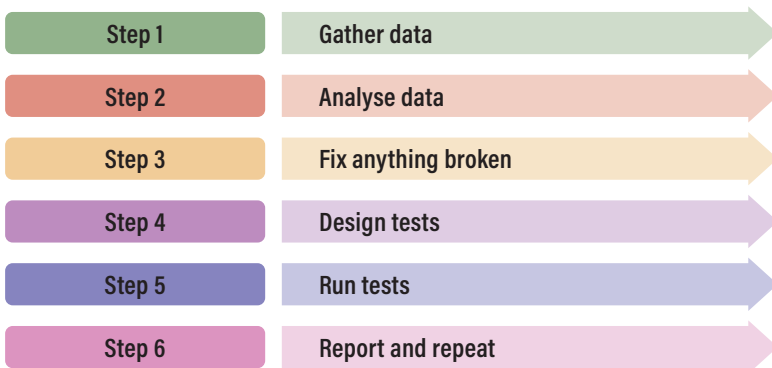 Step 1 Gather data
Step 2 Analyse data
Step 3 Fix anything broken
Step 4 Design tests
Step 5 Run tests
Step 6 Report and repeat